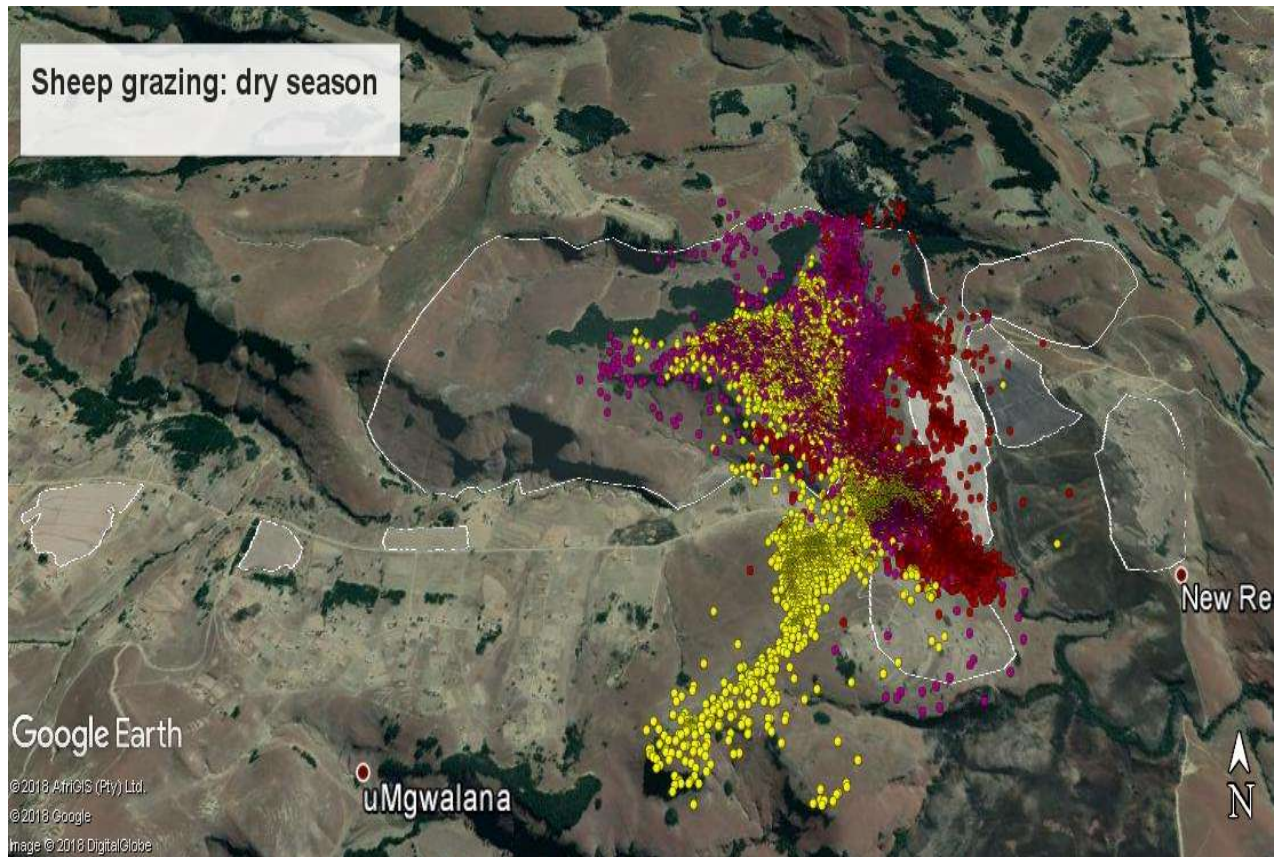 Sheep grazing: dry season
New Re
Google Earth
©2018 AfriGIS (Pty) Ltd.
©2018 Google
Image ©2018 DigitalGlobe
uMgwalana
N